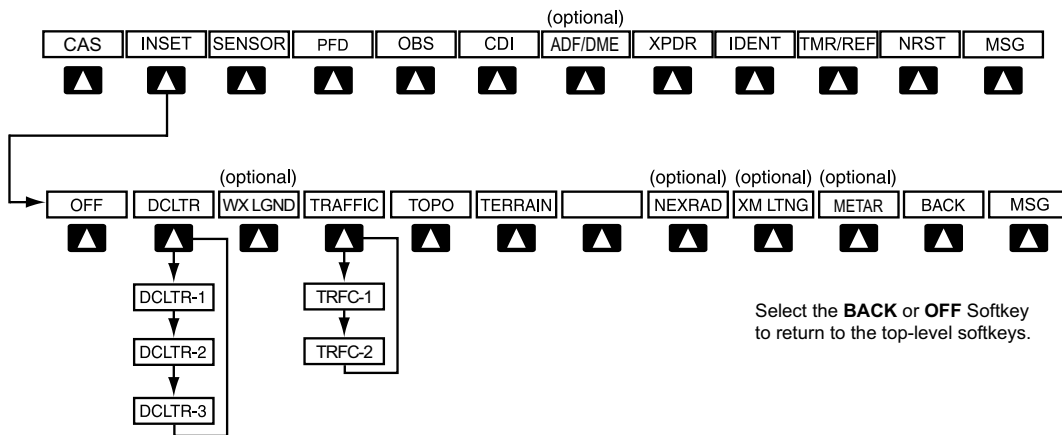 (optional)
CAS INSET SENSOR PFD OBS CDI ADF/DME XPDR IDENT TMR/REF NRST MSG
(optional) (optional) (optional) (optional)
OFF DCLTR WX LGND TRAFFIC TOPO TERRAIN NEXRAD XM LTNG METAR BACK MSG
DCLTR-1 TRFC-1
DCLTR-2 TRFC-2
DCLTR-3
Select the BACK or OFF Softkey
to return to the top-level softkeys.